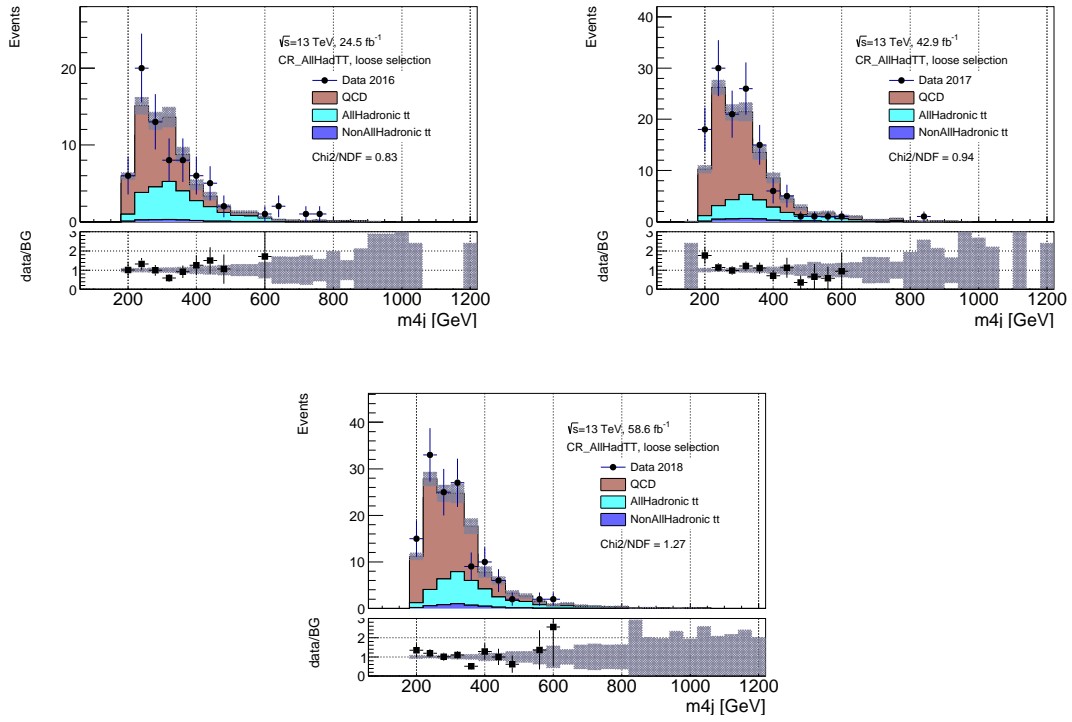 Events
√s=13 TeV, 24.5 fb-1
CR_AllHadTT, loose selection
Data 2016
QCD
AllHadronic tt
NonAllHadronic tt
Chi2/NDF = 0.83
20
10
0
data/BG
3
2
1
0
200 400 600 800 1000 1200
m4j [GeV]
Events
√s=13 TeV, 42.9 fb-1
CR_AllHadTT, loose selection
Data 2017
QCD
AllHadronic tt
NonAllHadronic tt
Chi2/NDF = 0.94
40
30
20
10
0
data/BG
3
2
1
0
200 400 600 800 1000 1200
m4j [GeV]
Events
√s=13 TeV, 58.6 fb-1
CR_AllHadTT, loose selection
Data 2018
QCD
AllHadronic tt
NonAllHadronic tt
Chi2/NDF = 1.27
40
30
20
10
0
data/BG
3
2
1
0
200 400 600 800 1000 1200
m4j [GeV]